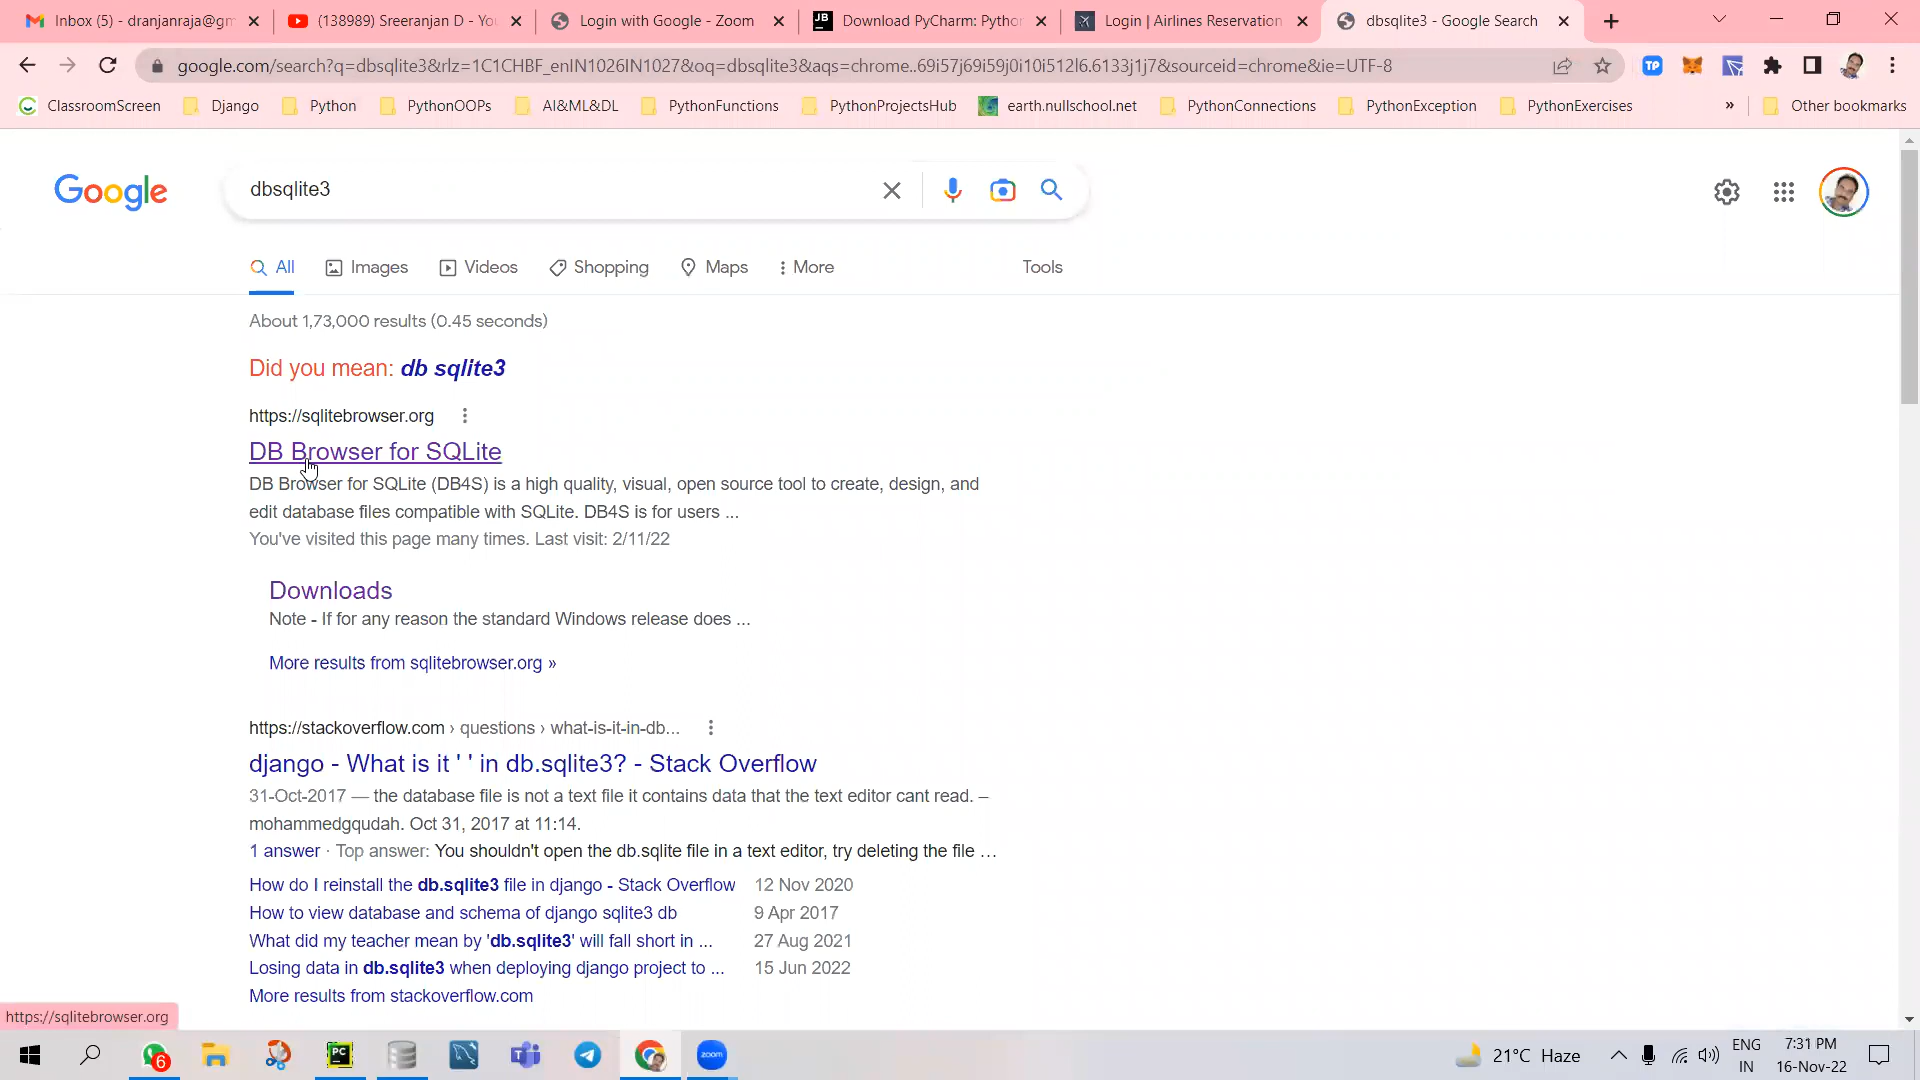 Inbox (5) - dranjanraja@gm
(138989) Sreeranjan D - You
Login with Google - Zoom
Download PyCharm: Python
Login | Airlines Reservation
dbsqlite3 - Google Search
google.com/search?q=dbsqlite3&rlz=1C1CHBF_enIN1026IN1027&oq=dbsqlite3&aqs=chrome..69i57j69i59j0i10i512l6.6133j1j7&sourceid=chrome&ie=UTF-8
TP
ClassroomScreen
Django
Python
PythonOOPs
AI&ML&DL
PythonFunctions
PythonProjectsHub
earth.nullschool.net
PythonConnections
PythonException
PythonExercises
»
Other bookmarks
Google
dbsqlite3
All
Images
Videos
Shopping
Maps
More
Tools
About 1,73,000 results (0.45 seconds)
Did you mean: db sqlite3
https://sqlitebrowser.org
DB Browser for SQLite
DB Browser for SQLite (DB4S) is a high quality, visual, open source tool to create, design, and
edit database files compatible with SQLite. DB4S is for users ...
You've visited this page many times. Last visit: 2/11/22
Downloads
Note - If for any reason the standard Windows release does ...
More results from sqlitebrowser.org »
https://stackoverflow.com › questions › what-is-it-in-db...
django - What is it ' ' in db.sqlite3? - Stack Overflow
31-Oct-2017 — the database file is not a text file it contains data that the text editor cant read. –
mohammedgqudah. Oct 31, 2017 at 11:14.
1 answer · Top answer: You shouldn't open the db.sqlite file in a text editor, try deleting the file ...
How do I reinstall the db.sqlite3 file in django - Stack Overflow 12 Nov 2020
How to view database and schema of django sqlite3 db 9 Apr 2017
What did my teacher mean by 'db.sqlite3' will fall short in ... 27 Aug 2021
Losing data in db.sqlite3 when deploying django project to ... 15 Jun 2022
More results from stackoverflow.com
https://sqlitebrowser.org
6
PC
zoom
21°C Haze
ENG
IN
7:31 PM
16-Nov-22